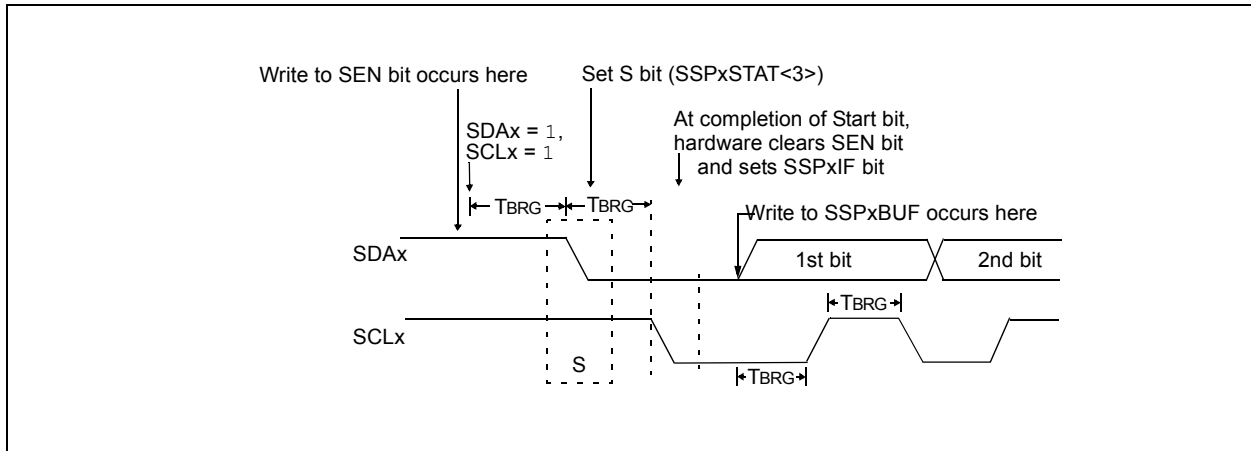 Write to SEN bit occurs here
Set S bit (SSPxSTAT<3>)
SDAx = 1,
SCLx = 1
At completion of Start bit,
hardware clears SEN bit
and sets SSPxIF bit
TBRG
TBRG
Write to SSPxBUF occurs here
SDAx
1st bit
2nd bit
TBRG
SCLx
S
TBRG